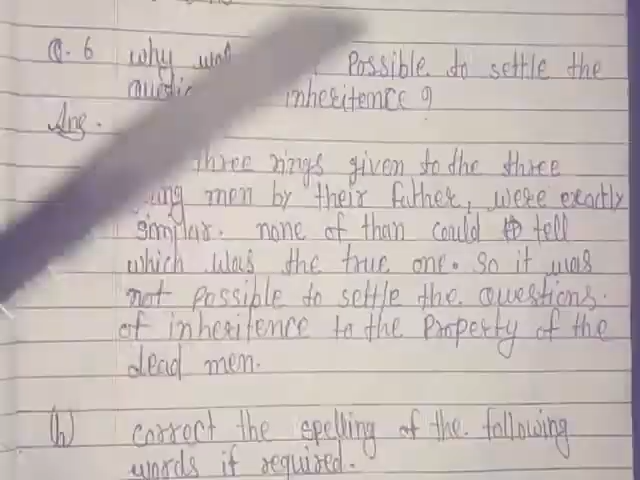 Q. 6 why was Possible to settle the
inheritence ?
Ans.
three rings given to the three
men by their father, were exactly
similar. none of than could tell
which was the true one. so it was
not possible to settle the questions.
of inheritence to the property of the
dead men.
(h) correct the spelling of the following
words if required.